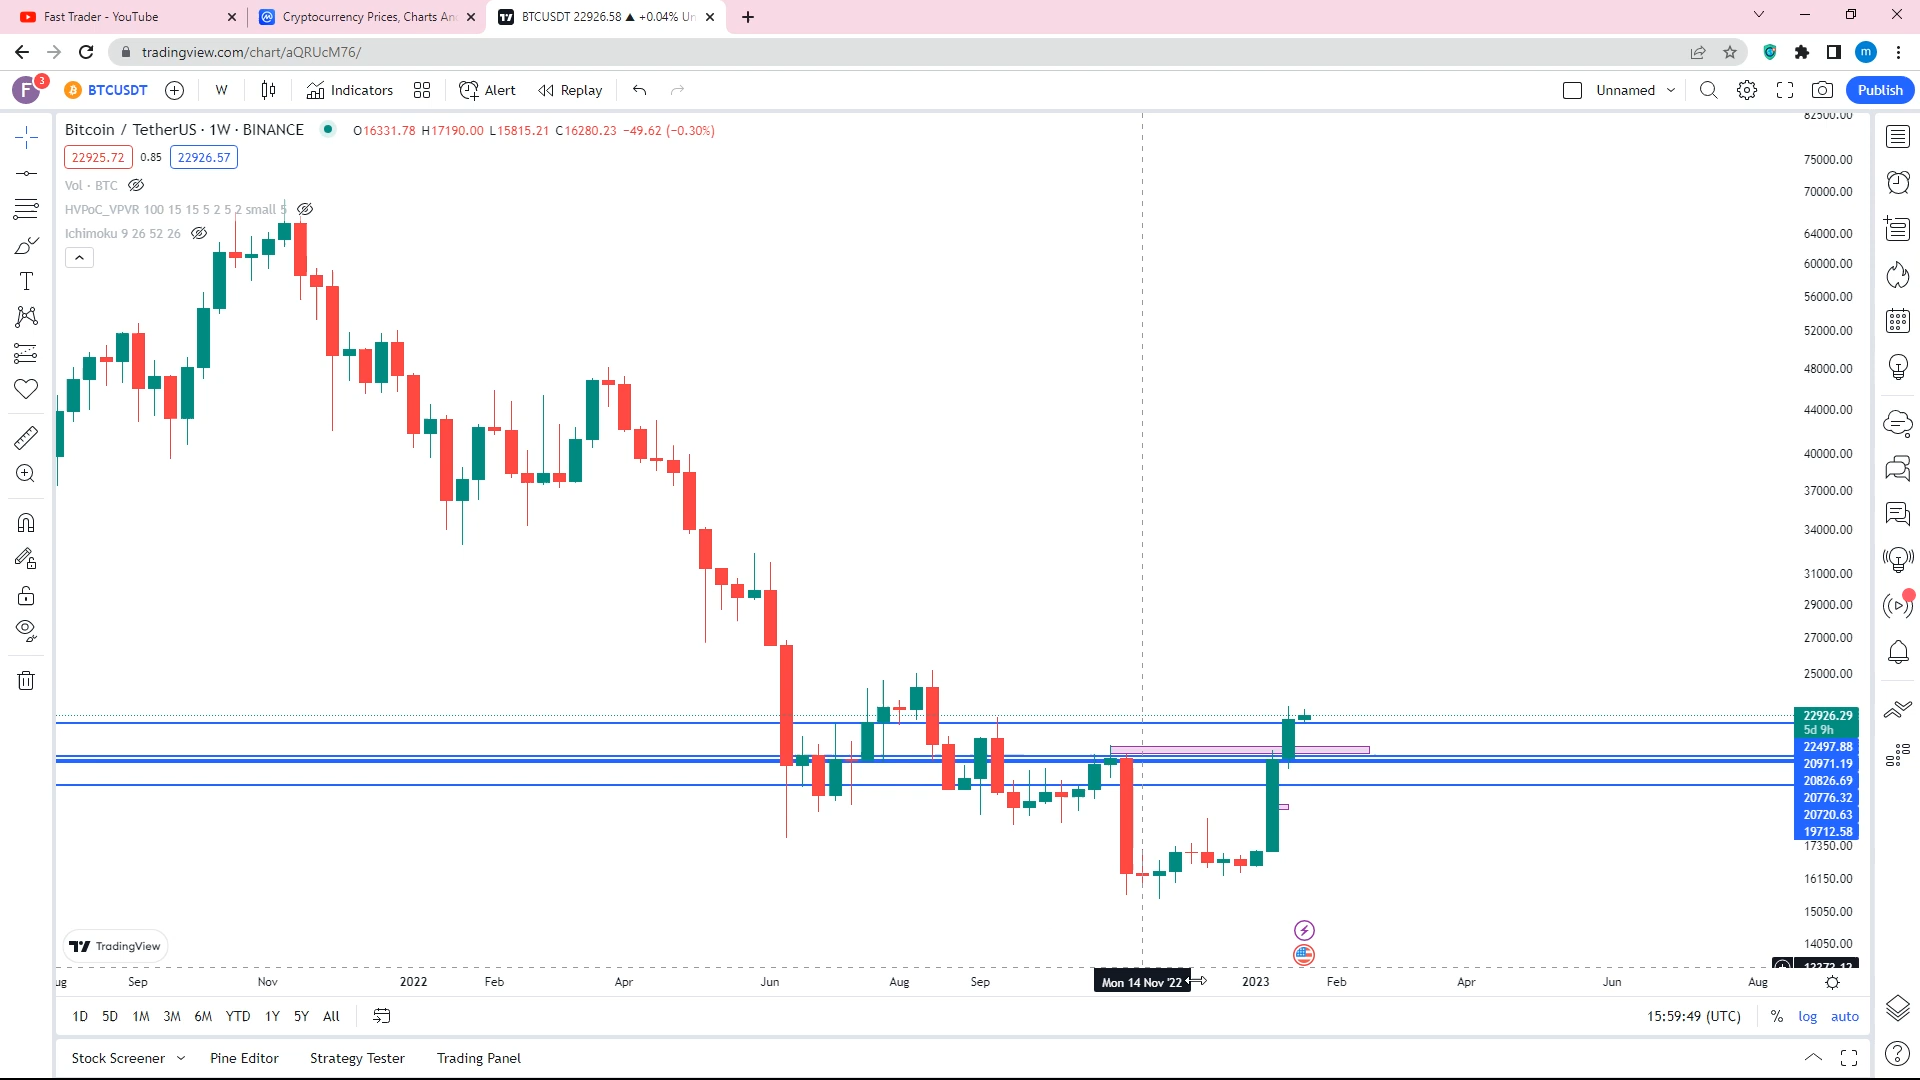 Fast Trader - YouTube
Cryptocurrency Prices, Charts An
BTCUSDT 22926.58 ▲ +0.04% Un
tradingview.com/chart/aQRUcM76/
m
F 3
BTCUSDT
W
Indicators
Alert
Replay
Unnamed
Publish
Bitcoin / TetherUS · 1W · BINANCE
O16331.78 H17190.00 L15815.21 C16280.23 −49.62 (−0.30%)
22925.72 0.85 22926.57
Vol · BTC
HVPoC_VPVR 100 15 15 5 2 5 2 small 5
Ichimoku 9 26 52 26
82500.00
75000.00
70000.00
64000.00
60000.00
56000.00
52000.00
48000.00
44000.00
40000.00
37000.00
34000.00
31000.00
29000.00
27000.00
25000.00
22926.29
5d 9h
22497.88
20971.19
20826.69
20776.32
20720.63
19712.58
17350.00
16150.00
15050.00
14050.00
TradingView
ug Sep Nov 2022 Feb Apr Jun Aug Sep Mon 14 Nov '22 2023 Feb Apr Jun Aug
1D 5D 1M 3M 6M YTD 1Y 5Y All
15:59:49 (UTC) % log auto
Stock Screener Pine Editor Strategy Tester Trading Panel